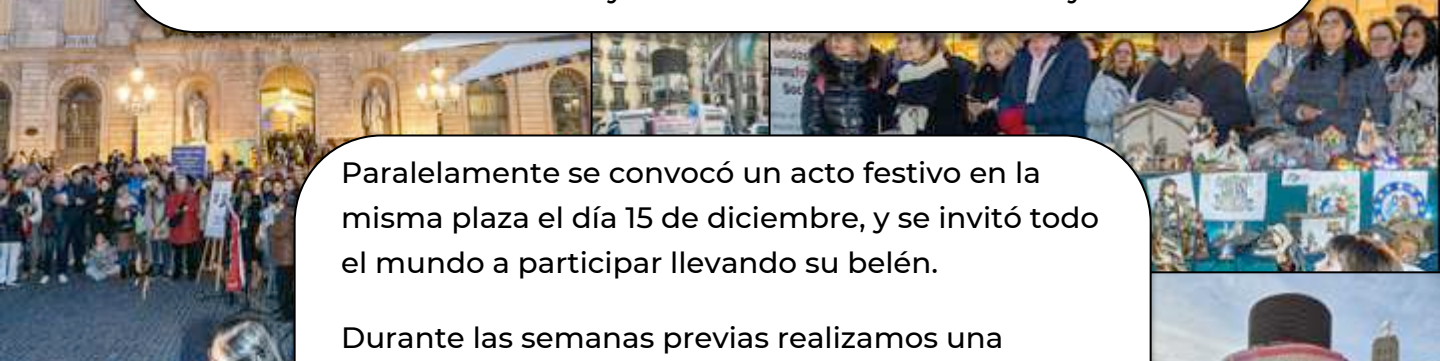 Paralelamente se convocó un acto festivo en la
misma plaza el día 15 de diciembre, y se invitó todo
el mundo a participar llevando su belén.
Durante las semanas previas realizamos una